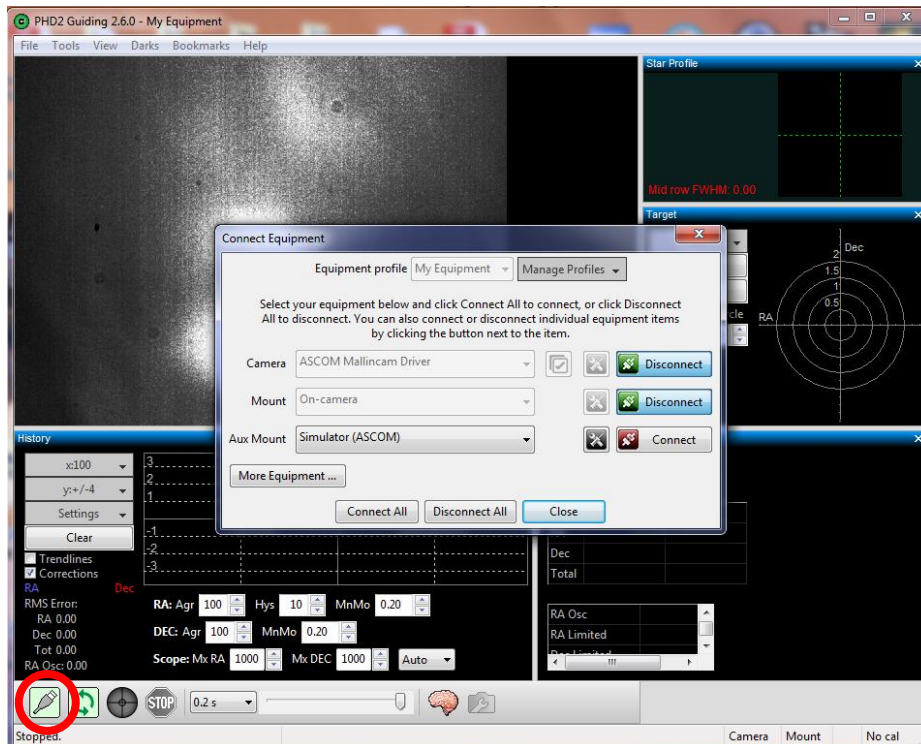 PHD2 Guiding 2.6.0 - My Equipment
File Tools View Darks Bookmarks Help
Star Profile
Mid row FWHM: 0.00
Target
Dec
2
1.5
1
0.5
RA
cle
Connect Equipment
Equipment profile My Equipment Manage Profiles
Select your equipment below and click Connect All to connect, or click Disconnect
All to disconnect. You can also connect or disconnect individual equipment items
by clicking the button next to the item.
Camera ASCOM Mallincam Driver Disconnect
Mount On-camera Disconnect
Aux Mount Simulator (ASCOM) Connect
More Equipment ...
Connect All Disconnect All Close
History
x:100
y:+/-4
Settings
Clear
Trendlines
Corrections
RA Dec
RMS Error:
RA 0.00
Dec 0.00
Tot 0.00
RA Osc: 0.00
3
2
1
-1
-2
-3
RA: Agr 100 Hys 10 MnMo 0.20
DEC: Agr 100 MnMo 0.20
Scope: Mx RA 1000 Mx DEC 1000 Auto
Dec
Total
RA Osc
RA Limited
Dec Limited
STOP 0.2 s
Stopped. Camera Mount No cal